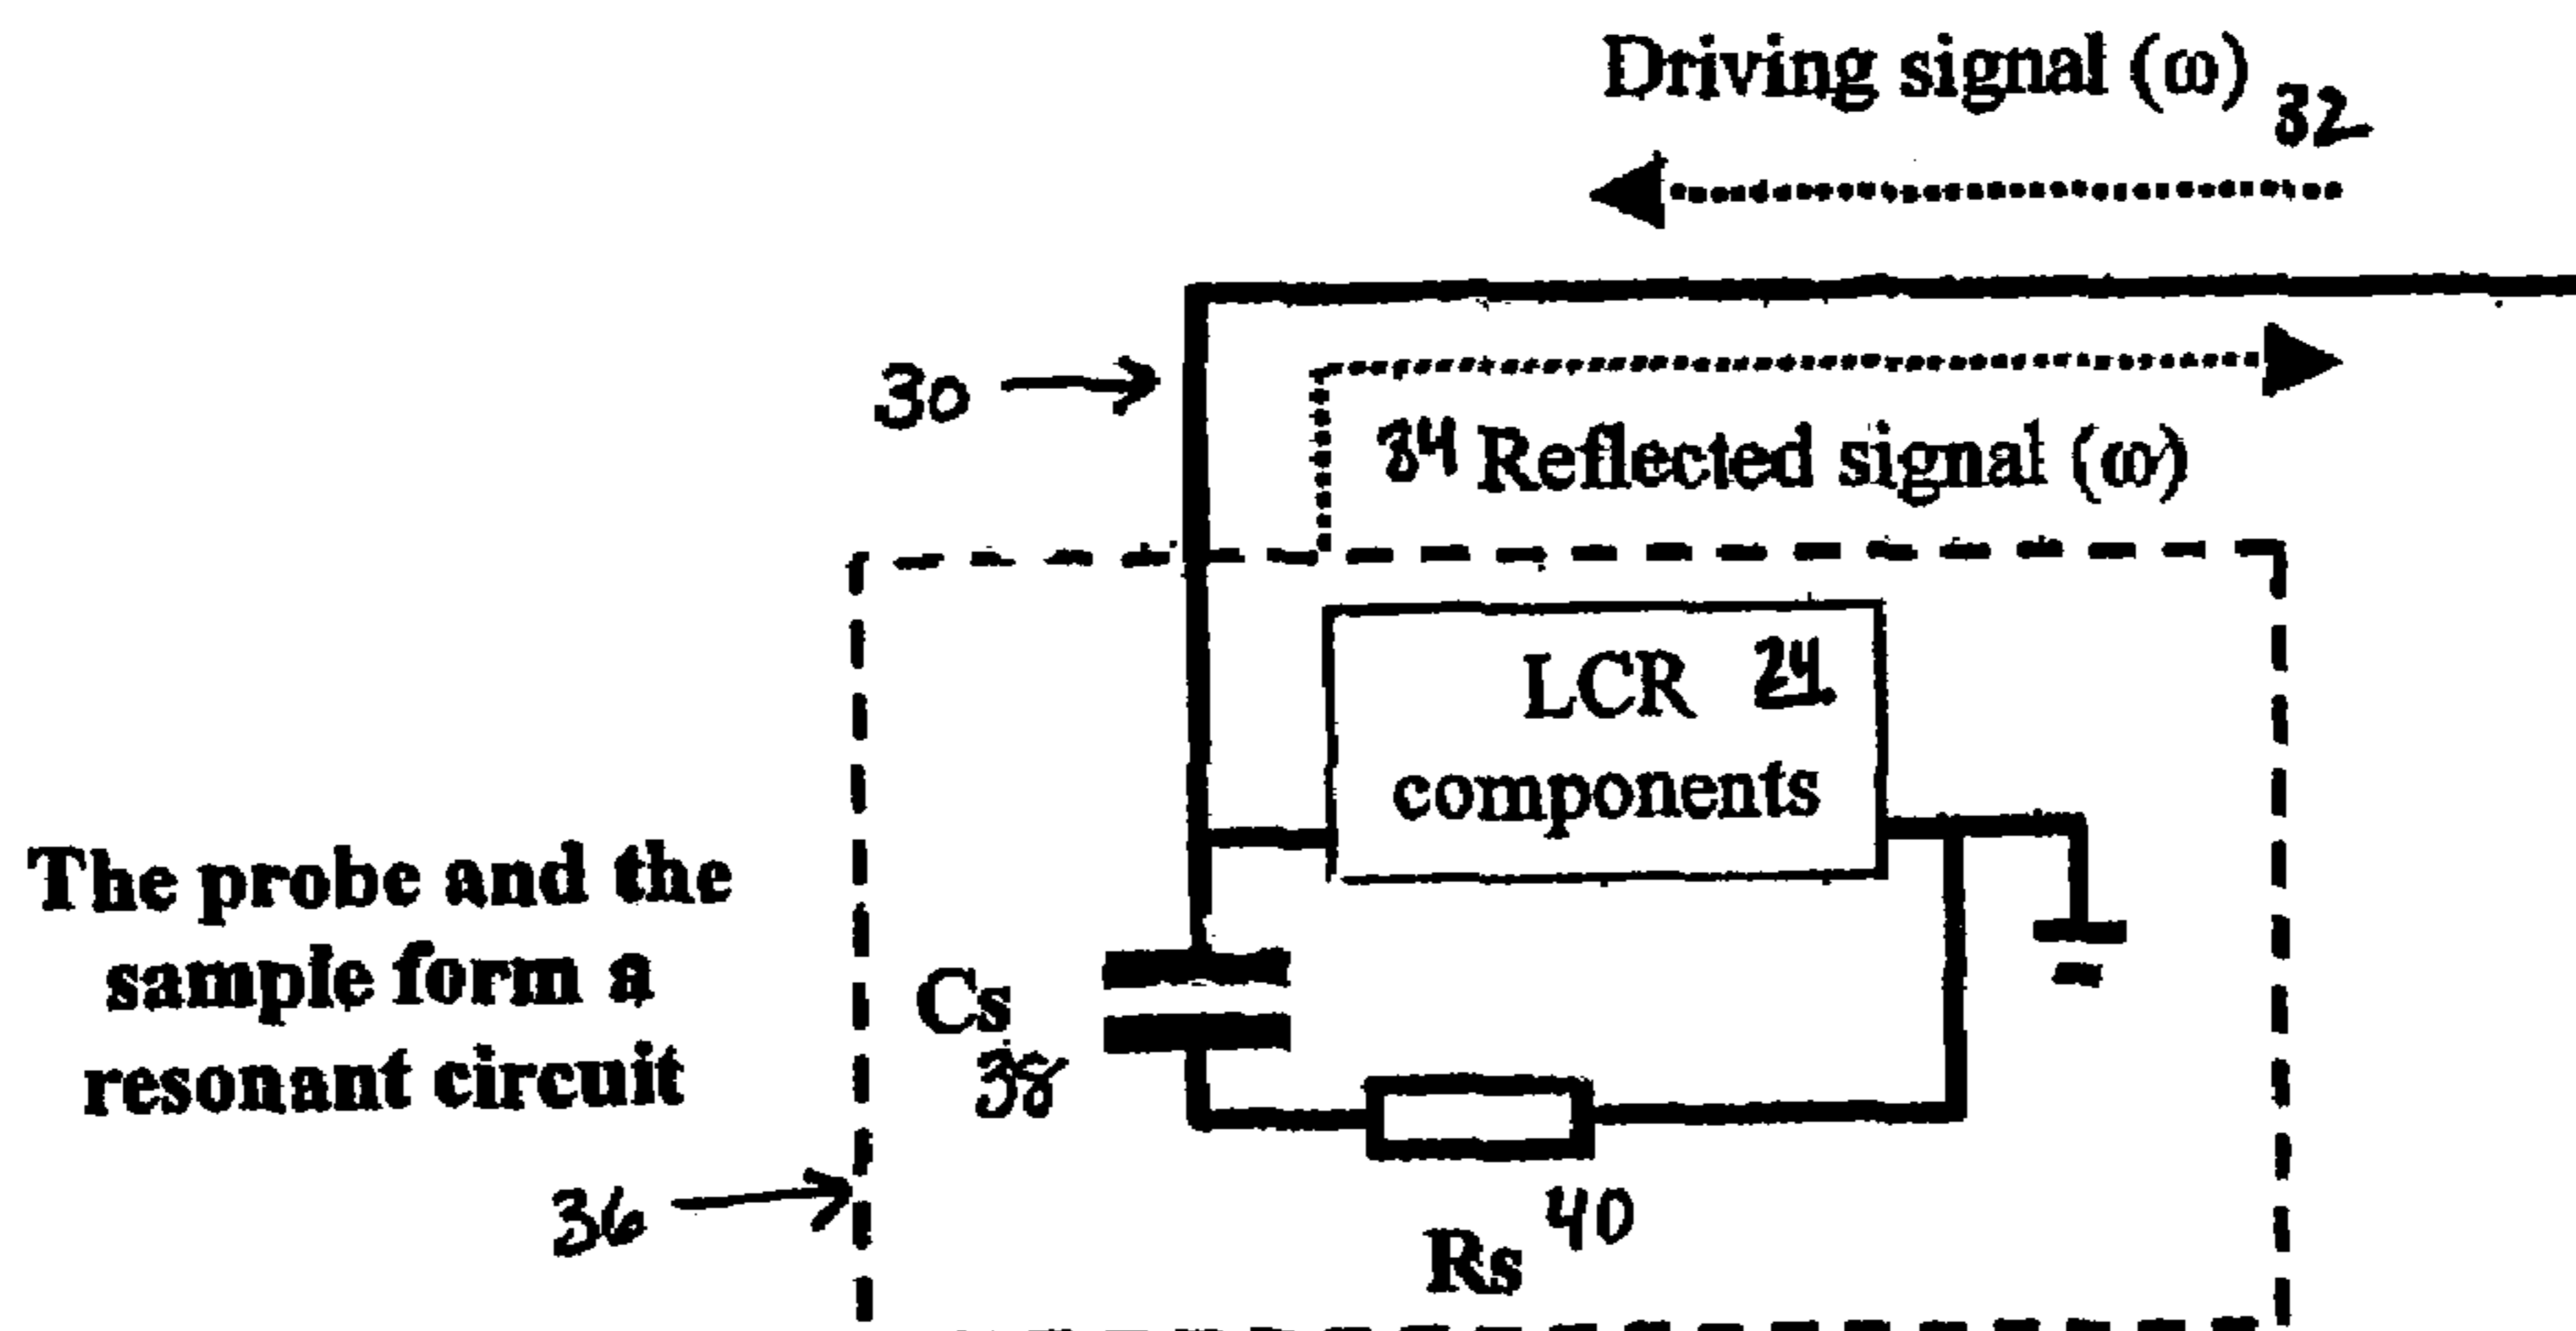 Driving signal (ω) 32
30
34 Reflected signal (ω)
LCR 24
components
The probe and the
sample form a
resonant circuit
Cs
38
36
Rs 40